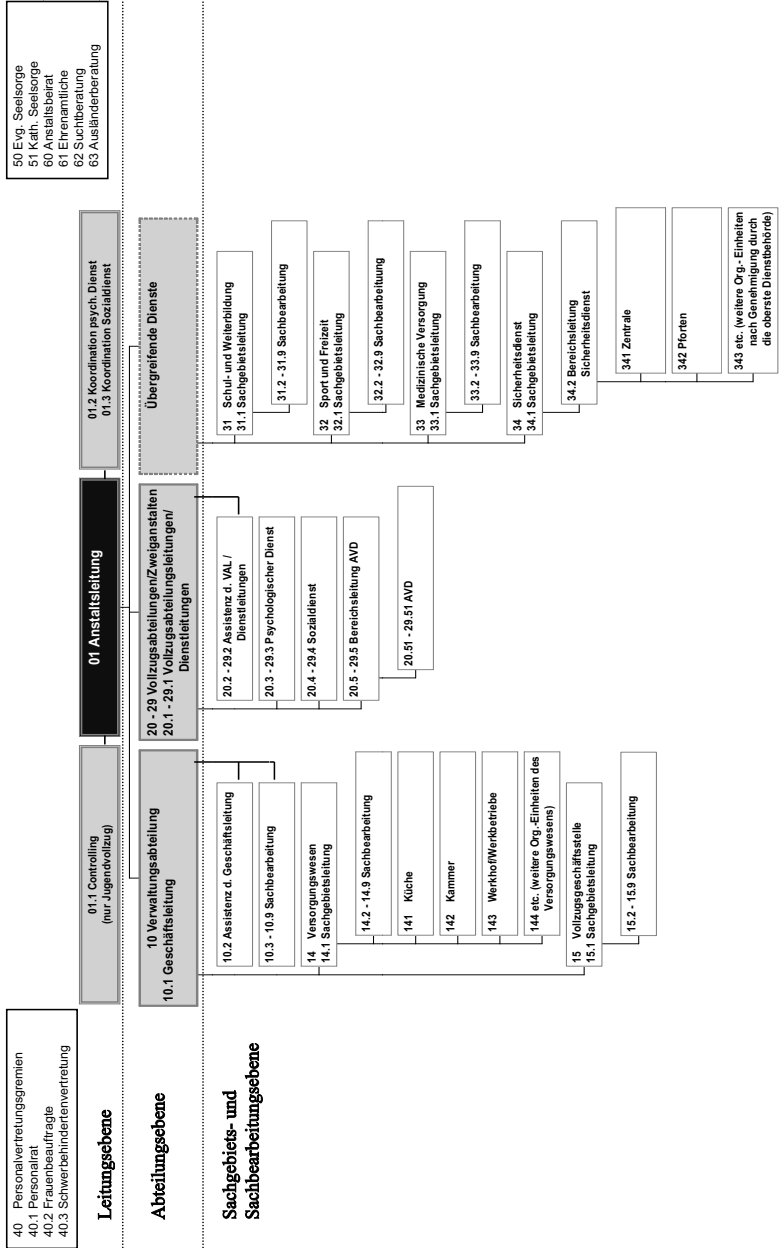 40 Personalvertretungsgremien
40.1 Personalrat
40.2 Frauenbeauftragte
40.3 Schwerbehindertenvertretung
50 Evg. Seelsorge
51 Kath. Seelsorge
60 Anstaltsbeirat
61 Ehrenamtliche
62 Suchtberatung
63 Ausländerberatung
Leitungsebene
01.1 Controlling
(nur Jugendvollzug)
01 Anstaltsleitung
01.2 Koordination psych. Dienst
01.3 Koordination Sozialdienst
Abteilungsebene
10 Verwaltungsabteilung
10.1 Geschäftsleitung
20 - 29 Vollzugsabteilungen/Zweiganstalten
20.1 - 29.1 Vollzugsabteilungsleitungen/
Dienstleitungen
Übergreifende Dienste
Sachgebiets- und
Sachbearbeitungsebene
10.2 Assistenz d. Geschäftsleitung
10.3 - 10.9 Sachbearbeitung
14 Versorgungswesen
14.1 Sachgebietsleitung
14.2 - 14.9 Sachbearbeitung
141 Küche
142 Kammer
143 Werkhof/Werkbetriebe
144 etc. (weitere Org.-Einheiten des
Versorgungswesens)
15 Vollzugsgeschäftsstelle
15.1 Sachgebietsleitung
15.2 - 15.9 Sachbearbeitung
20.2 - 29.2 Assistenz d. VAL /
Dienstleitungen
20.3 - 29.3 Psychologischer Dienst
20.4 - 29.4 Sozialdienst
20.5 - 29.5 Bereichsleitung AVD
20.51 - 29.51 AVD
31 Schul- und Weiterbildung
31.1 Sachgebietsleitung
31.2 - 31.9 Sachbearbeitung
32 Sport und Freizeit
32.1 Sachgebietsleitung
32.2 - 32.9 Sachbearbeituung
33 Medizinische Versorgung
33.1 Sachgebietsleitung
33.2 - 33.9 Sachbearbeitung
34 Sicherheitsdienst
34.1 Sachgebietsleitung
34.2 Bereichsleitung
Sicherheitsdienst
341 Zentrale
342 Pforten
343 etc. (weitere Org.- Einheiten
nach Genehmigung durch
die oberste Dienstbehörde)